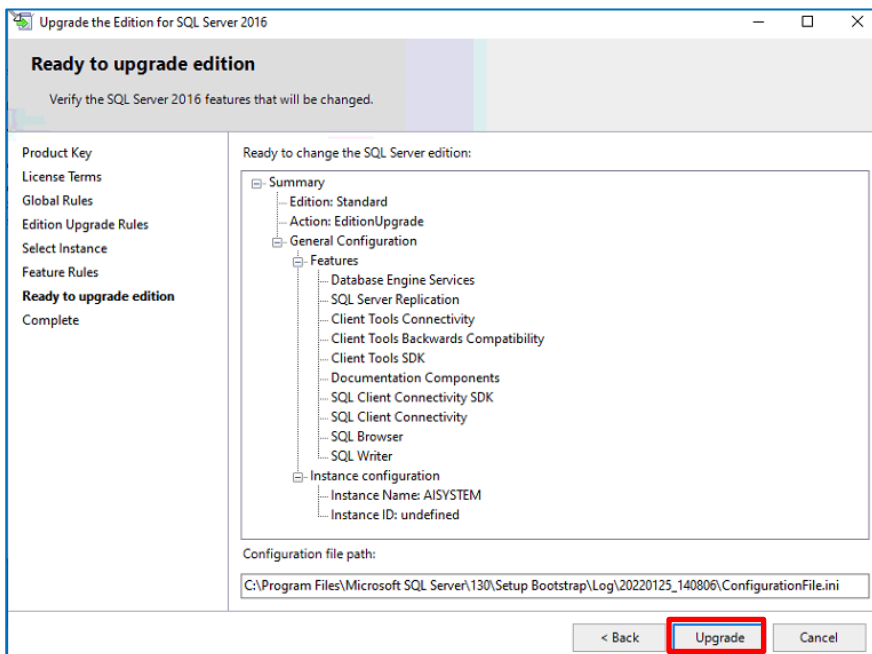 Upgrade the Edition for SQL Server 2016
Ready to upgrade edition
Verify the SQL Server 2016 features that will be changed.
Product Key
License Terms
Global Rules
Edition Upgrade Rules
Select Instance
Feature Rules
Ready to upgrade edition
Complete
Ready to change the SQL Server edition:
Summary
Edition: Standard
Action: EditionUpgrade
General Configuration
Features
Database Engine Services
SQL Server Replication
Client Tools Connectivity
Client Tools Backwards Compatibility
Client Tools SDK
Documentation Components
SQL Client Connectivity SDK
SQL Client Connectivity
SQL Browser
SQL Writer
Instance configuration
Instance Name: AISYSTEM
Instance ID: undefined
Configuration file path:
C:\Program Files\Microsoft SQL Server\130\Setup Bootstrap\Log\20220125_140806\ConfigurationFile.ini
< Back Upgrade Cancel